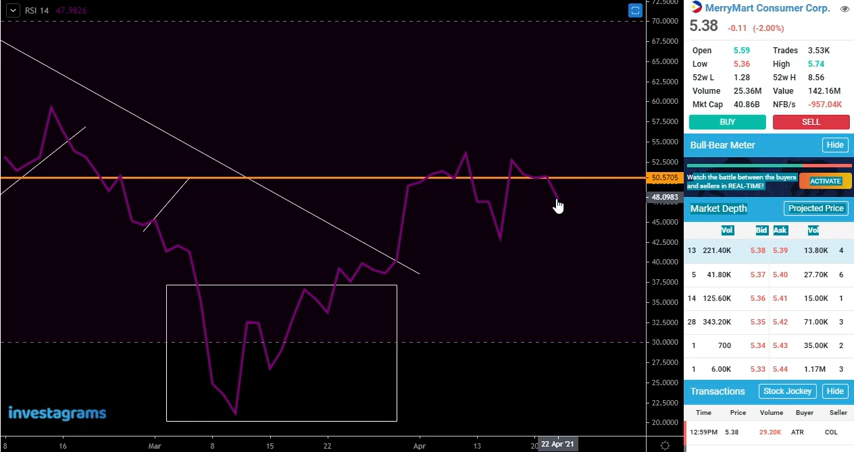 RSI 14 47.9826
72.5000
70.0000
67.5000
65.0000
62.5000
60.0000
57.5000
55.0000
52.5000
50.5705
48.0983
45.0000
42.5000
40.0000
37.5000
35.0000
32.5000
30.0000
27.5000
25.0000
22.5000
20.0000
investagrams
8 16 Mar 8 15 22 Apr 13 20 22 Apr '21
MerryMart Consumer Corp.
5.38 -0.11 (-2.00%)
Open 5.59 Trades 3.53K
Low 5.36 High 5.74
52w L 1.28 52w H 8.56
Volume 25.36M Value 142.16M
Mkt Cap 40.86B NFB/s -957.04K
BUY SELL
Bull-Bear Meter Hide
Watch the battle between the buyers
and sellers in REAL-TIME! ACTIVATE
Market Depth Projected Price
Vol Bid Ask Vol
13 221.40K 5.38 5.39 13.80K 4
5 41.80K 5.37 5.40 27.70K 6
14 125.60K 5.36 5.41 15.00K 1
28 343.20K 5.35 5.42 71.00K 3
1 700 5.34 5.43 35.00K 2
1 6.00K 5.33 5.44 1.17M 3
Transactions Stock Jockey Hide
Time Price Volume Buyer Seller
12:59PM 5.38 29.20K ATR COL